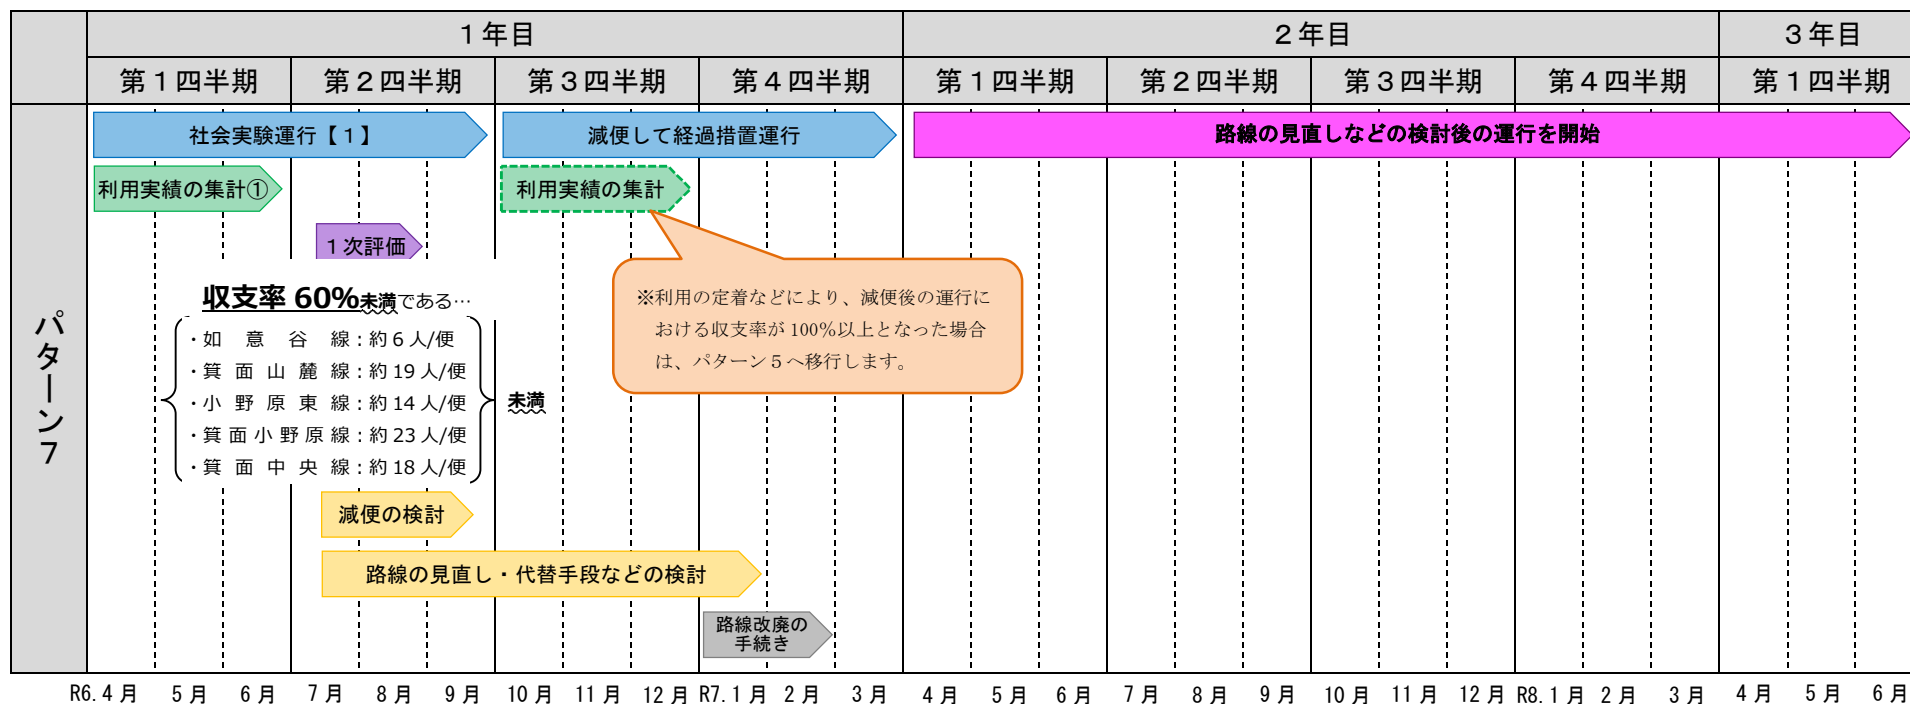 １年目
２年目
３年目
第１四半期
第２四半期
第３四半期
第４四半期
第１四半期
第２四半期
第３四半期
第４四半期
第１四半期
パターン７
社会実験運行【１】
減便して経過措置運行
路線の見直しなどの検討後の運行を開始
利用実績の集計①
利用実績の集計
１次評価
収支率 60%未満である…
・如意谷線：約 6 人/便
・箕面山麓線：約 19 人/便
・小野原東線：約 14 人/便
・箕面小野原線：約 23 人/便
・箕面中央線：約 18 人/便
未満
※利用の定着などにより、減便後の運行に
おける収支率が 100%以上となった場合
は、パターン５へ移行します。
減便の検討
路線の見直し・代替手段などの検討
路線改廃の
手続き
R6.4 月
5 月
6 月
7 月
8 月
9 月
10 月
11 月
12 月
R7.1 月
2 月
3 月
4 月
5 月
6 月
7 月
8 月
9 月
10 月
11 月
12 月
R8.1 月
2 月
3 月
4 月
5 月
6 月